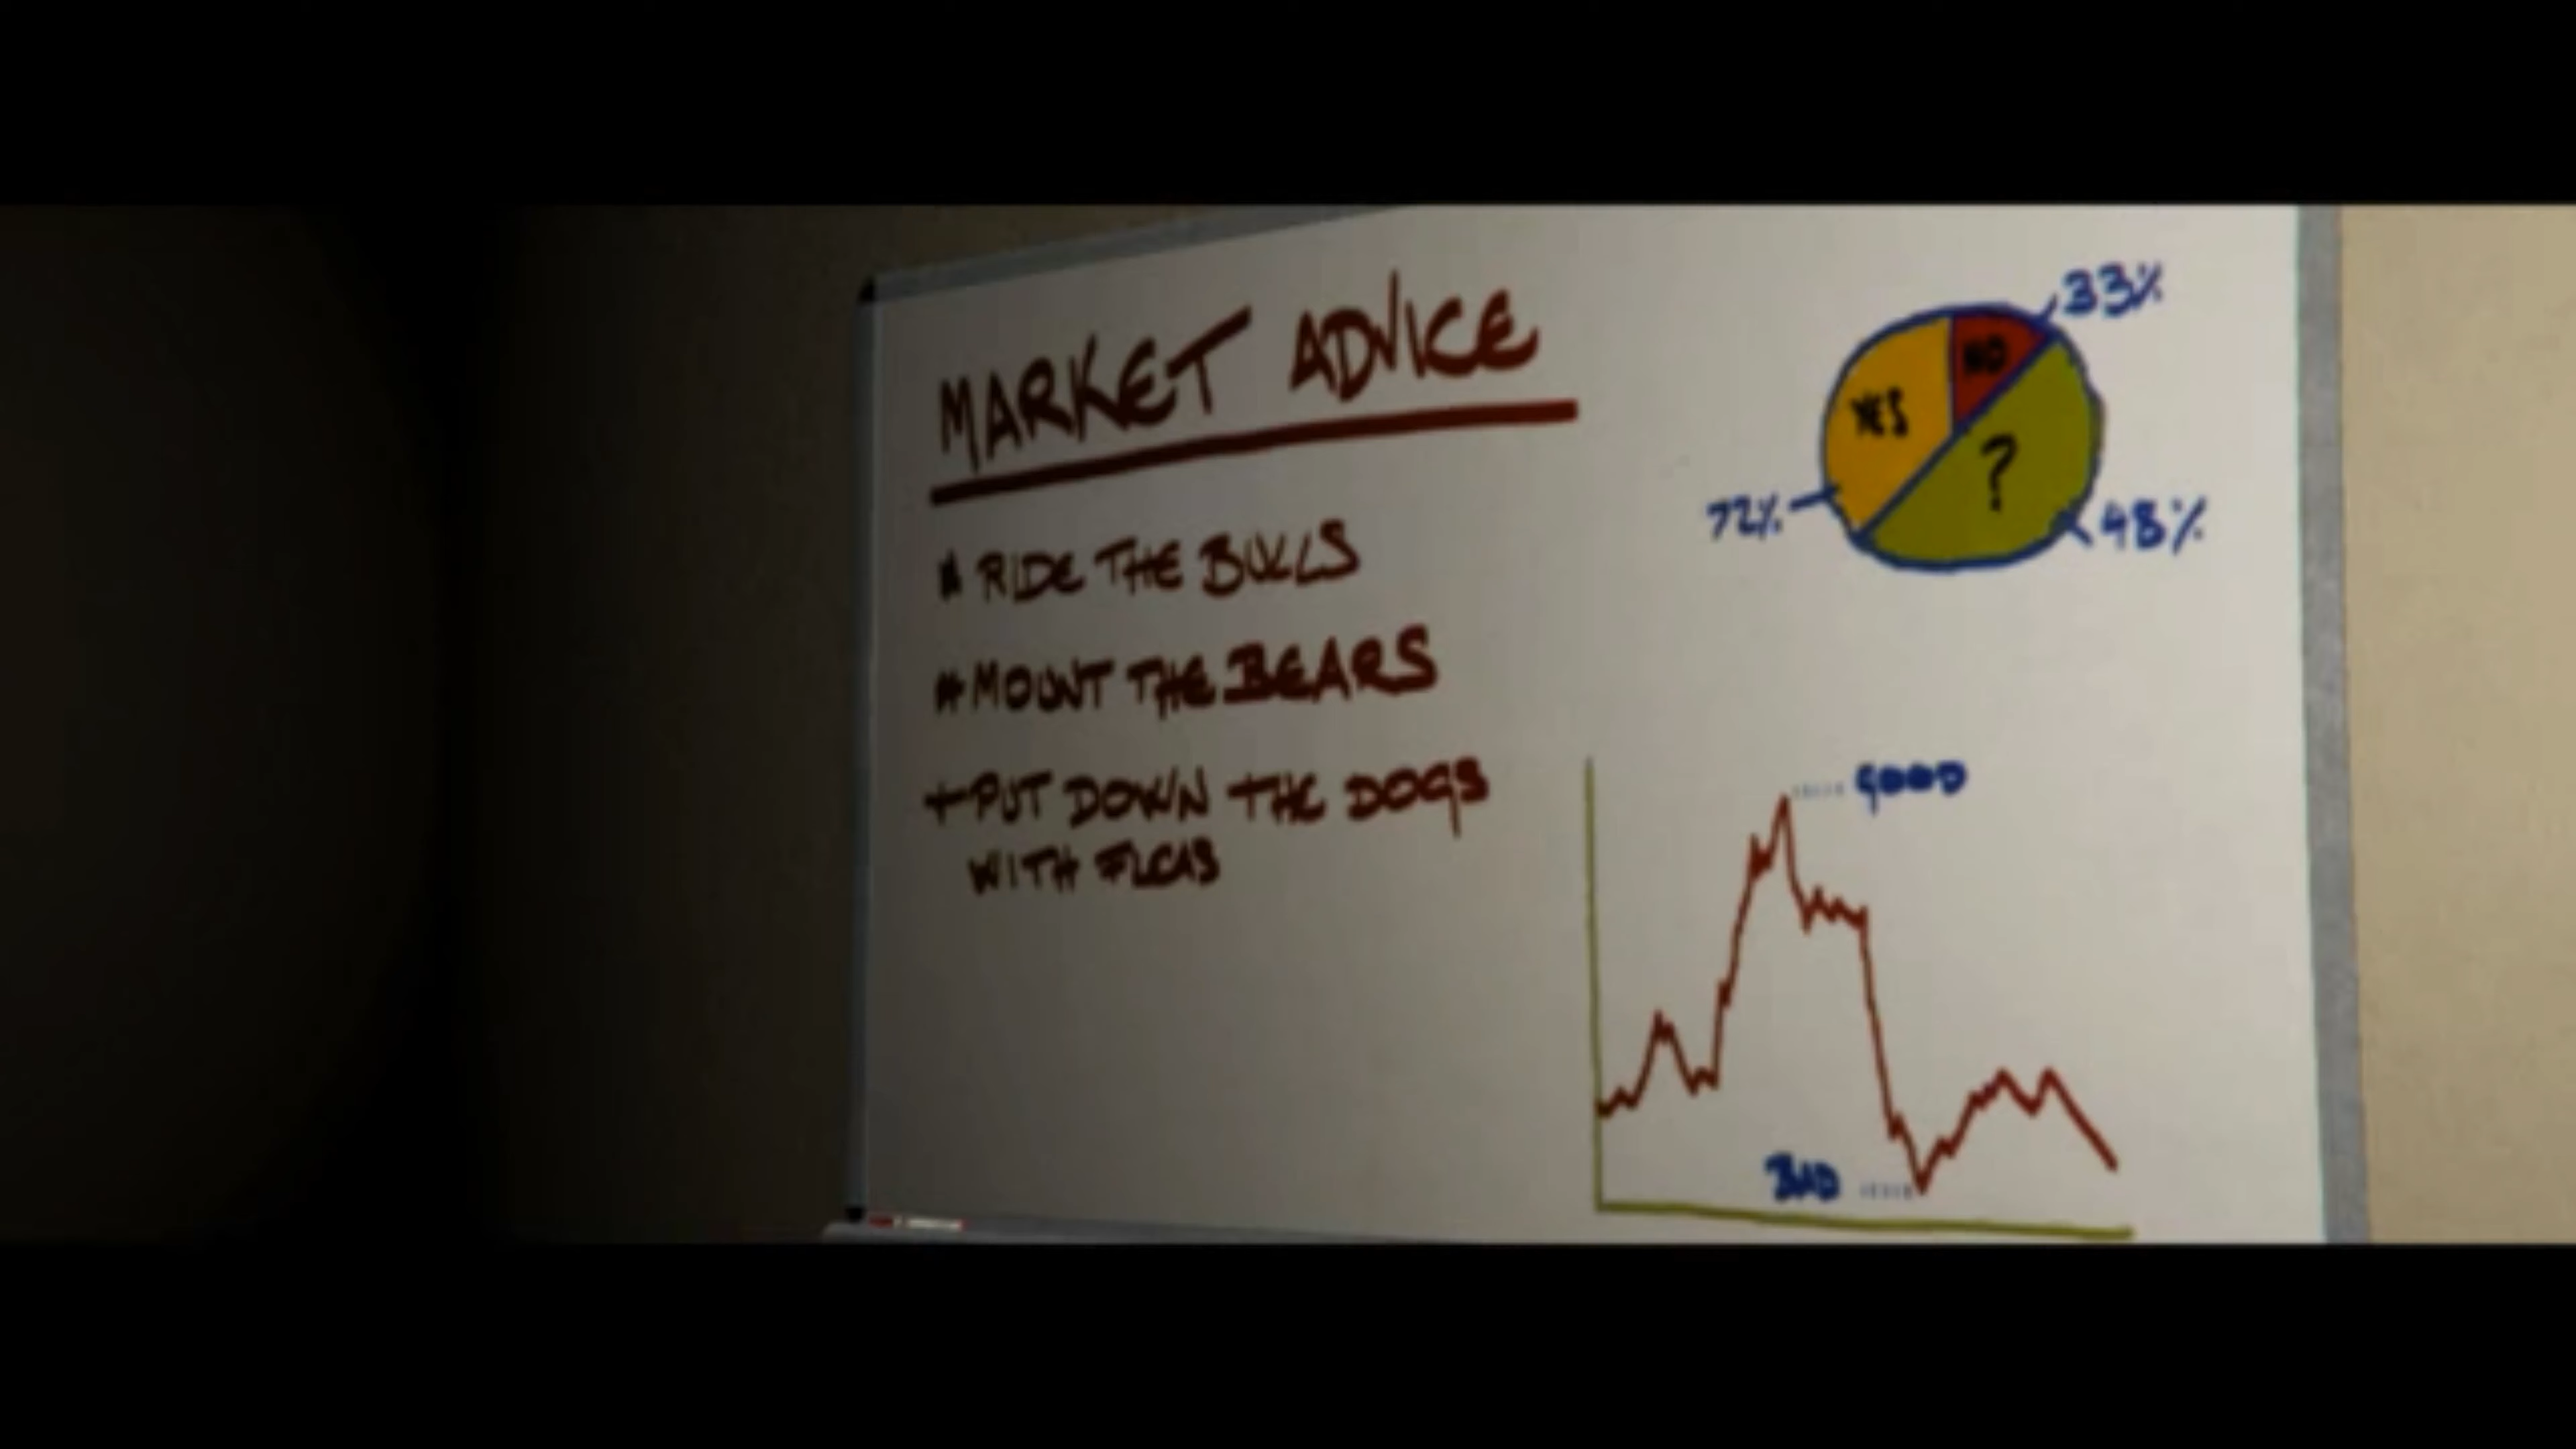 MARKET ADVICE
* RIDE THE BULLS
* MOUNT THE BEARS
+ PUT DOWN THE DOGS
WITH FLEAS
33%
NO
YES
?
72%
48%
GOOD
BAD